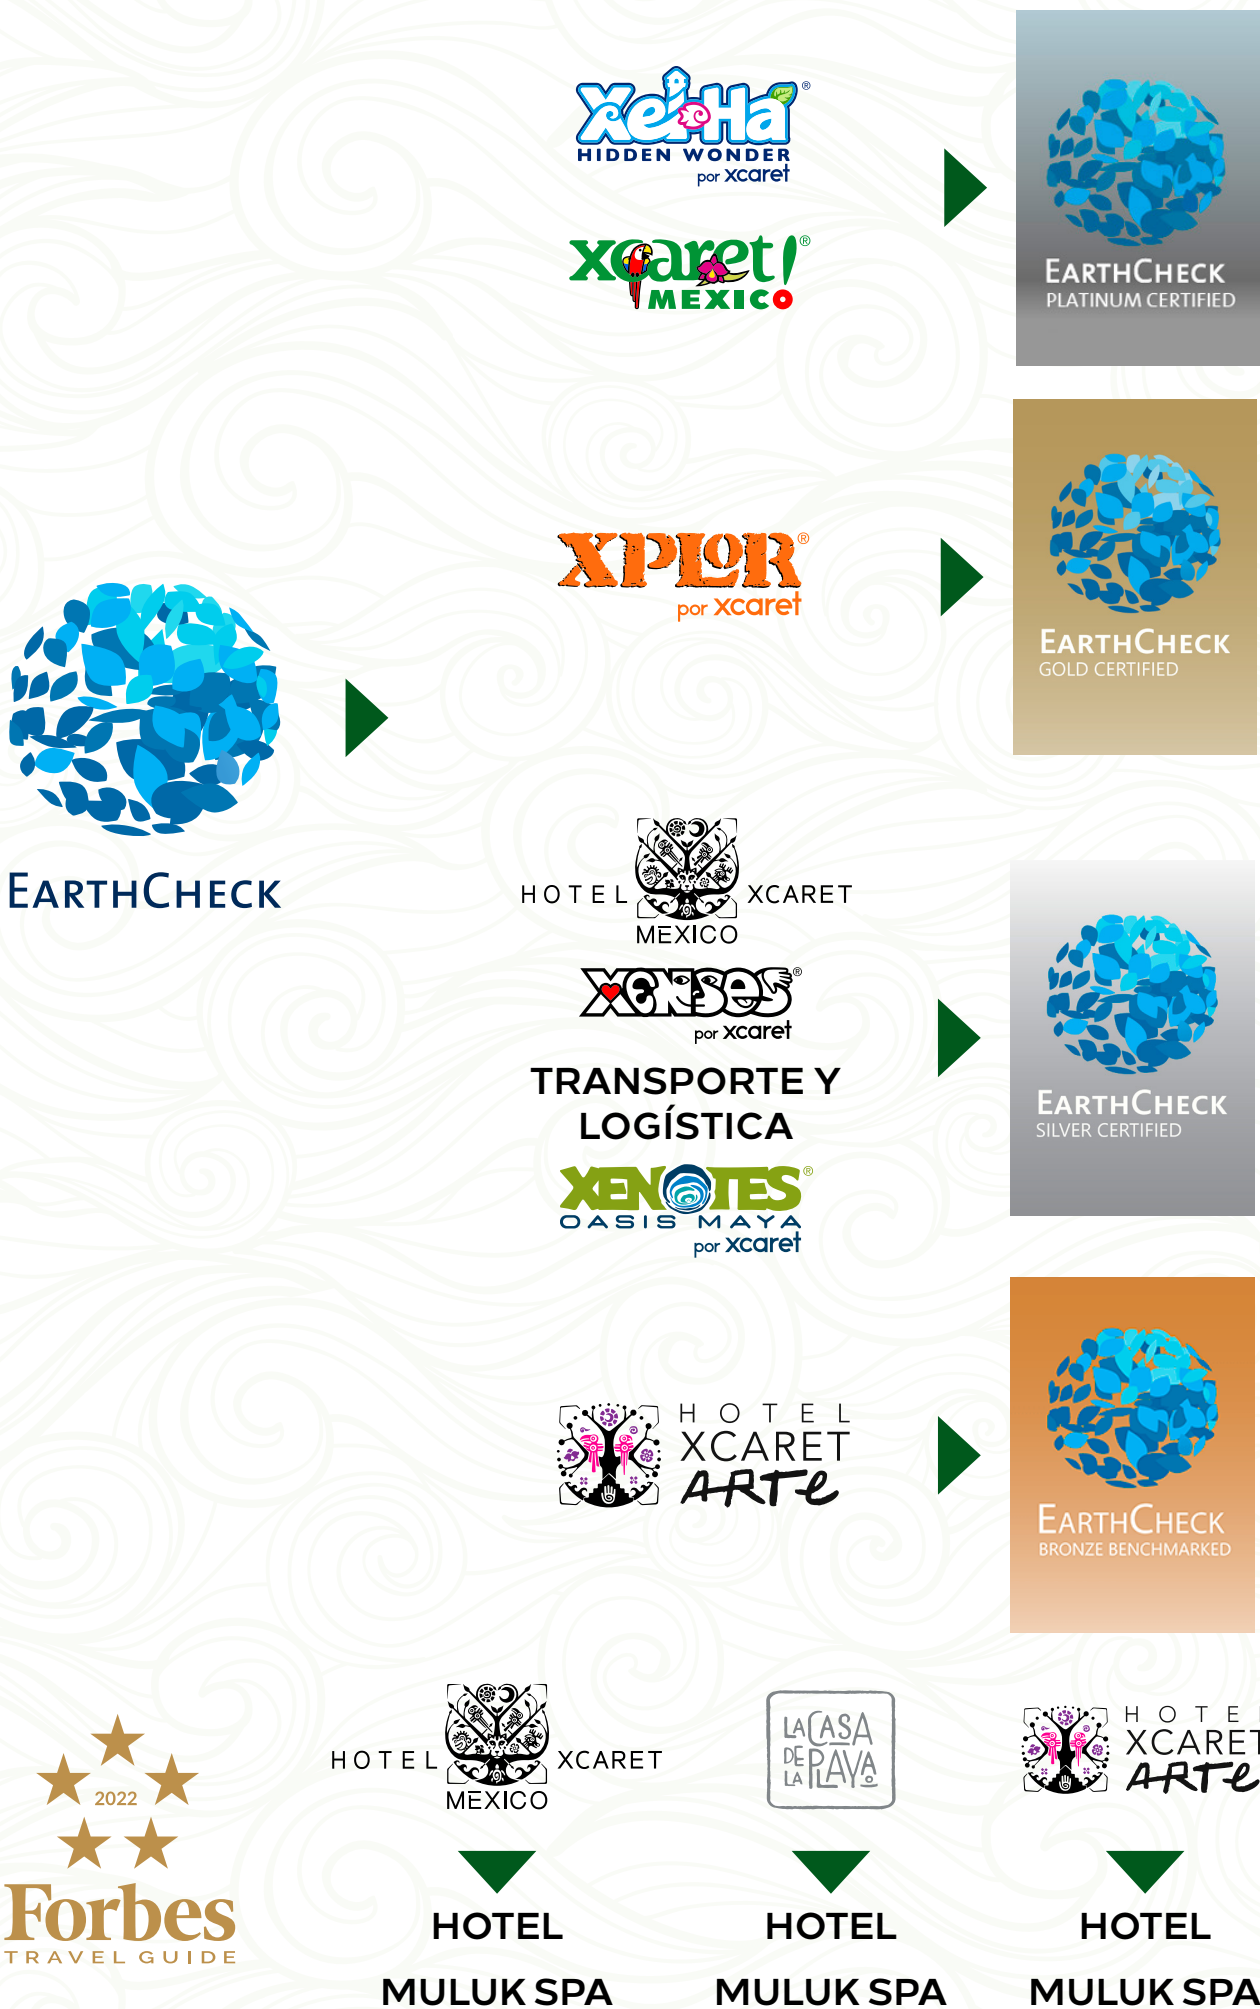 Xel-Há®
HIDDEN WONDER
por xcaret
xcaret!®
MEXICO
EARTHCHECK
PLATINUM CERTIFIED
XPLOR®
por xcaret
EARTHCHECK
GOLD CERTIFIED
EARTHCHECK
HOTEL XCARET
MEXICO
XENSES®
por xcaret
TRANSPORTE Y
LOGÍSTICA
XENOTES®
OASIS MAYA
por xcaret
EARTHCHECK
SILVER CERTIFIED
HOTEL
XCARET
ARTe
EARTHCHECK
BRONZE BENCHMARKED
2022
Forbes
TRAVEL GUIDE
HOTEL XCARET
MEXICO
HOTEL
MULUK SPA
LA CASA
DE LA PLAYA
HOTEL
MULUK SPA
HOTEL
XCARET
ARTe
HOTEL
MULUK SPA